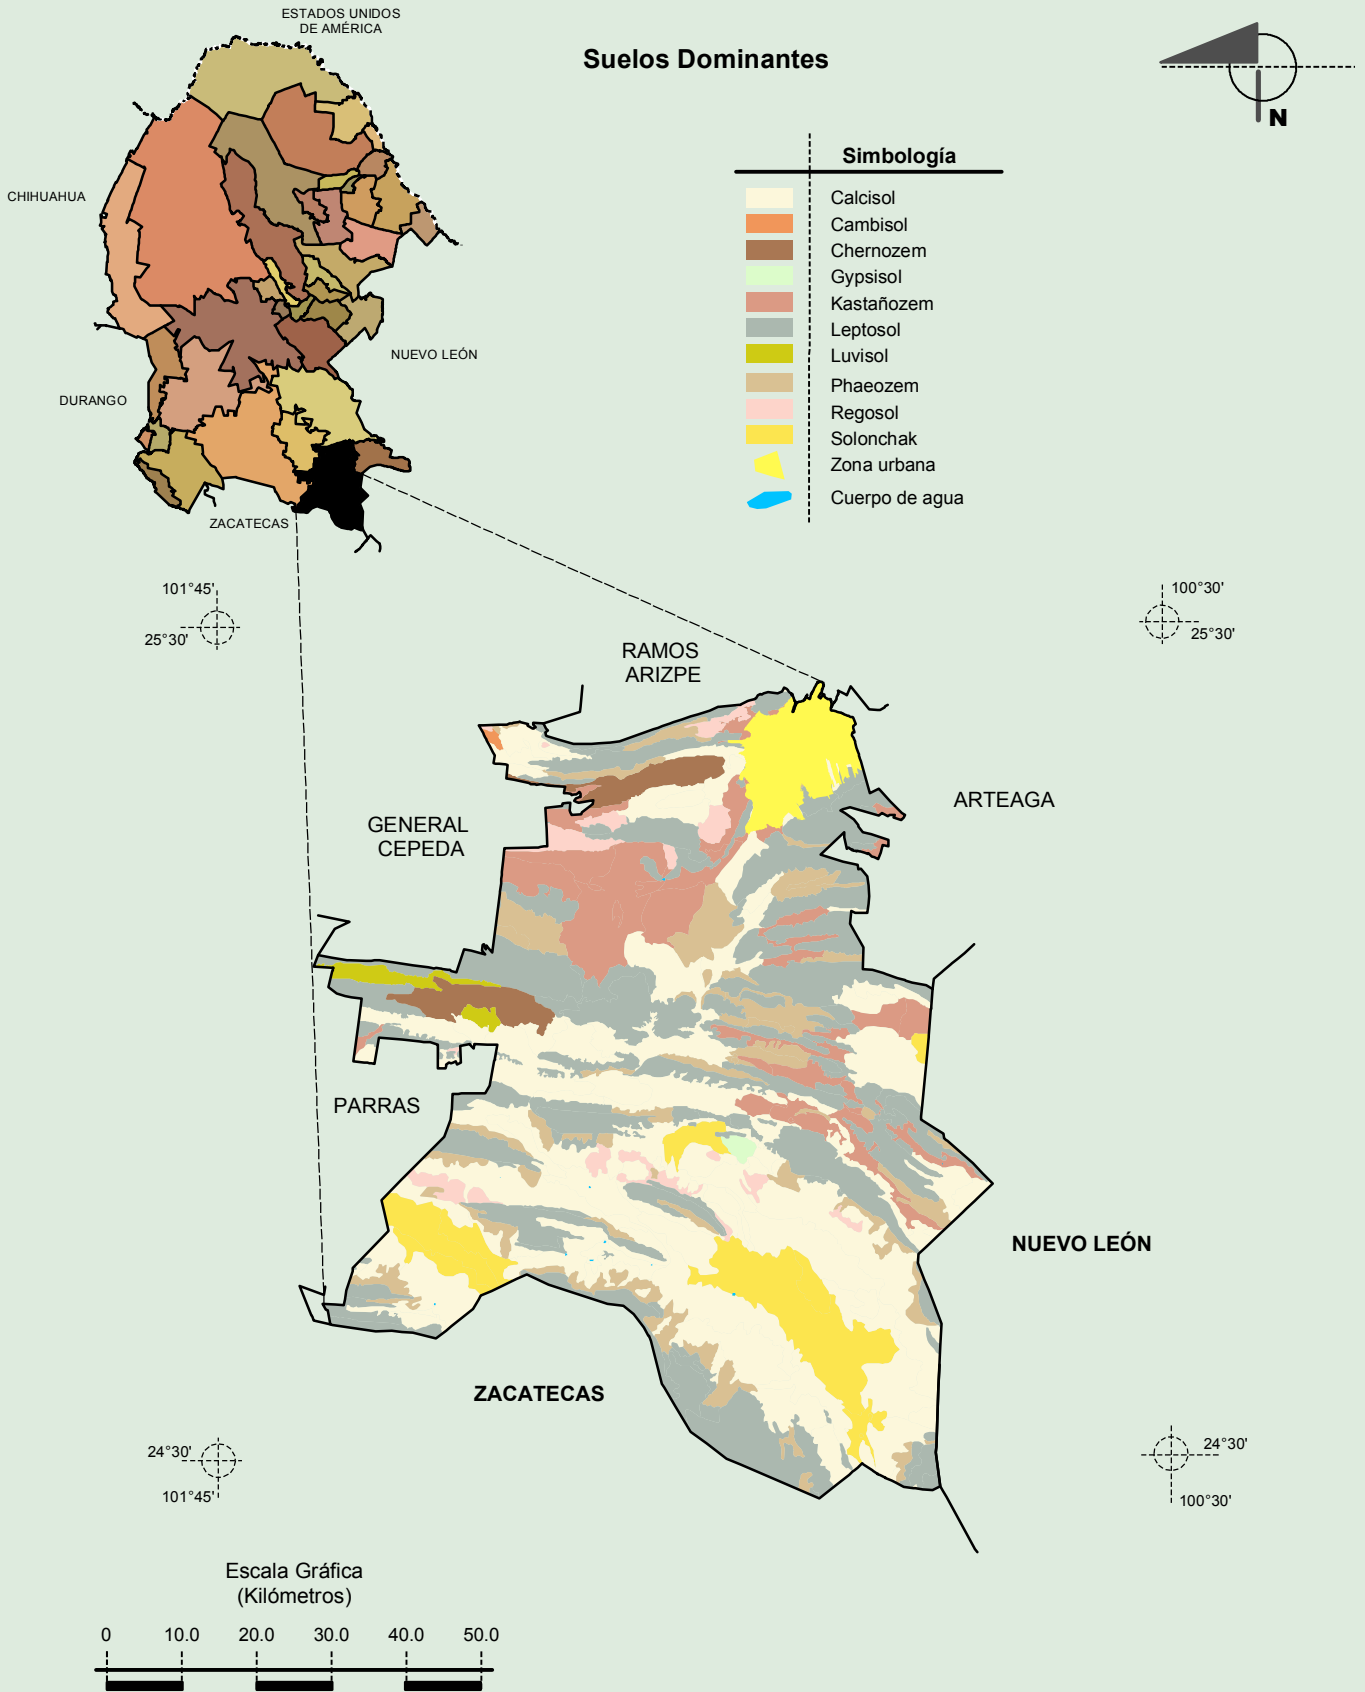 ESTADOS UNIDOS
DE AMÉRICA
Suelos Dominantes
N
Simbología
Calcisol
Cambisol
Chernozem
Gypsisol
Kastañozem
Leptosol
Luvisol
Phaeozem
Regosol
Solonchak
Zona urbana
Cuerpo de agua
CHIHUAHUA
NUEVO LEÓN
DURANGO
ZACATECAS
101°45'
25°30'
100°30'
25°30'
RAMOS
ARIZPE
ARTEAGA
GENERAL
CEPEDA
PARRAS
NUEVO LEÓN
ZACATECAS
24°30'
101°45'
24°30'
100°30'
Escala Gráfica
(Kilómetros)
0 10.0 20.0 30.0 40.0 50.0